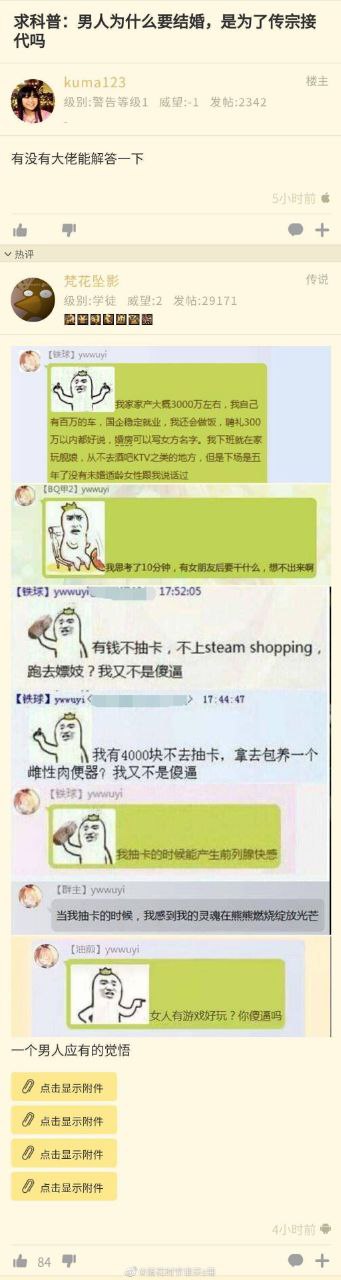 求科普：男人为什么要结婚，是为了传宗接
代吗
kuma123
楼主
级别:警告等级1 威望:-1 发帖:2342
-
有没有大佬能解答一下
5小时前
热评
梵花坠影
传说
级别:学徒 威望:2 发帖:29171
【铁球】ywwuyi
我家家产大概3000万左右，我自己
有百万的车，国企稳定就业，我还会做饭，聘礼300
万以内都好说，婚房可以写女方名字。我下班就在家
玩舰娘，从不去酒吧KTV之类的地方，但是下场是五
年了没有未婚适龄女性跟我说话过
【BQ甲2】ywwuyi
我思考了10分钟，有女朋友后要干什么，想不出来啊
【铁球】ywwuyi
17:52:05
有钱不抽卡，不上steam shopping，
跑去嫖妓？我又不是傻逼
【铁球】ywwuyi
17:44:47
我有4000块不去抽卡，拿去包养一个
雌性肉便器？我又不是傻逼
【铁球】ywwuyi
我抽卡的时候能产生前列腺快感
【群主】ywwuyi
当我抽卡的时候，我感到我的灵魂在熊熊燃烧绽放光芒
【油煎】ywwuyi
女人有游戏好玩？你傻逼吗
一个男人应有的觉悟
点击显示附件
点击显示附件
点击显示附件
点击显示附件
4小时前
84